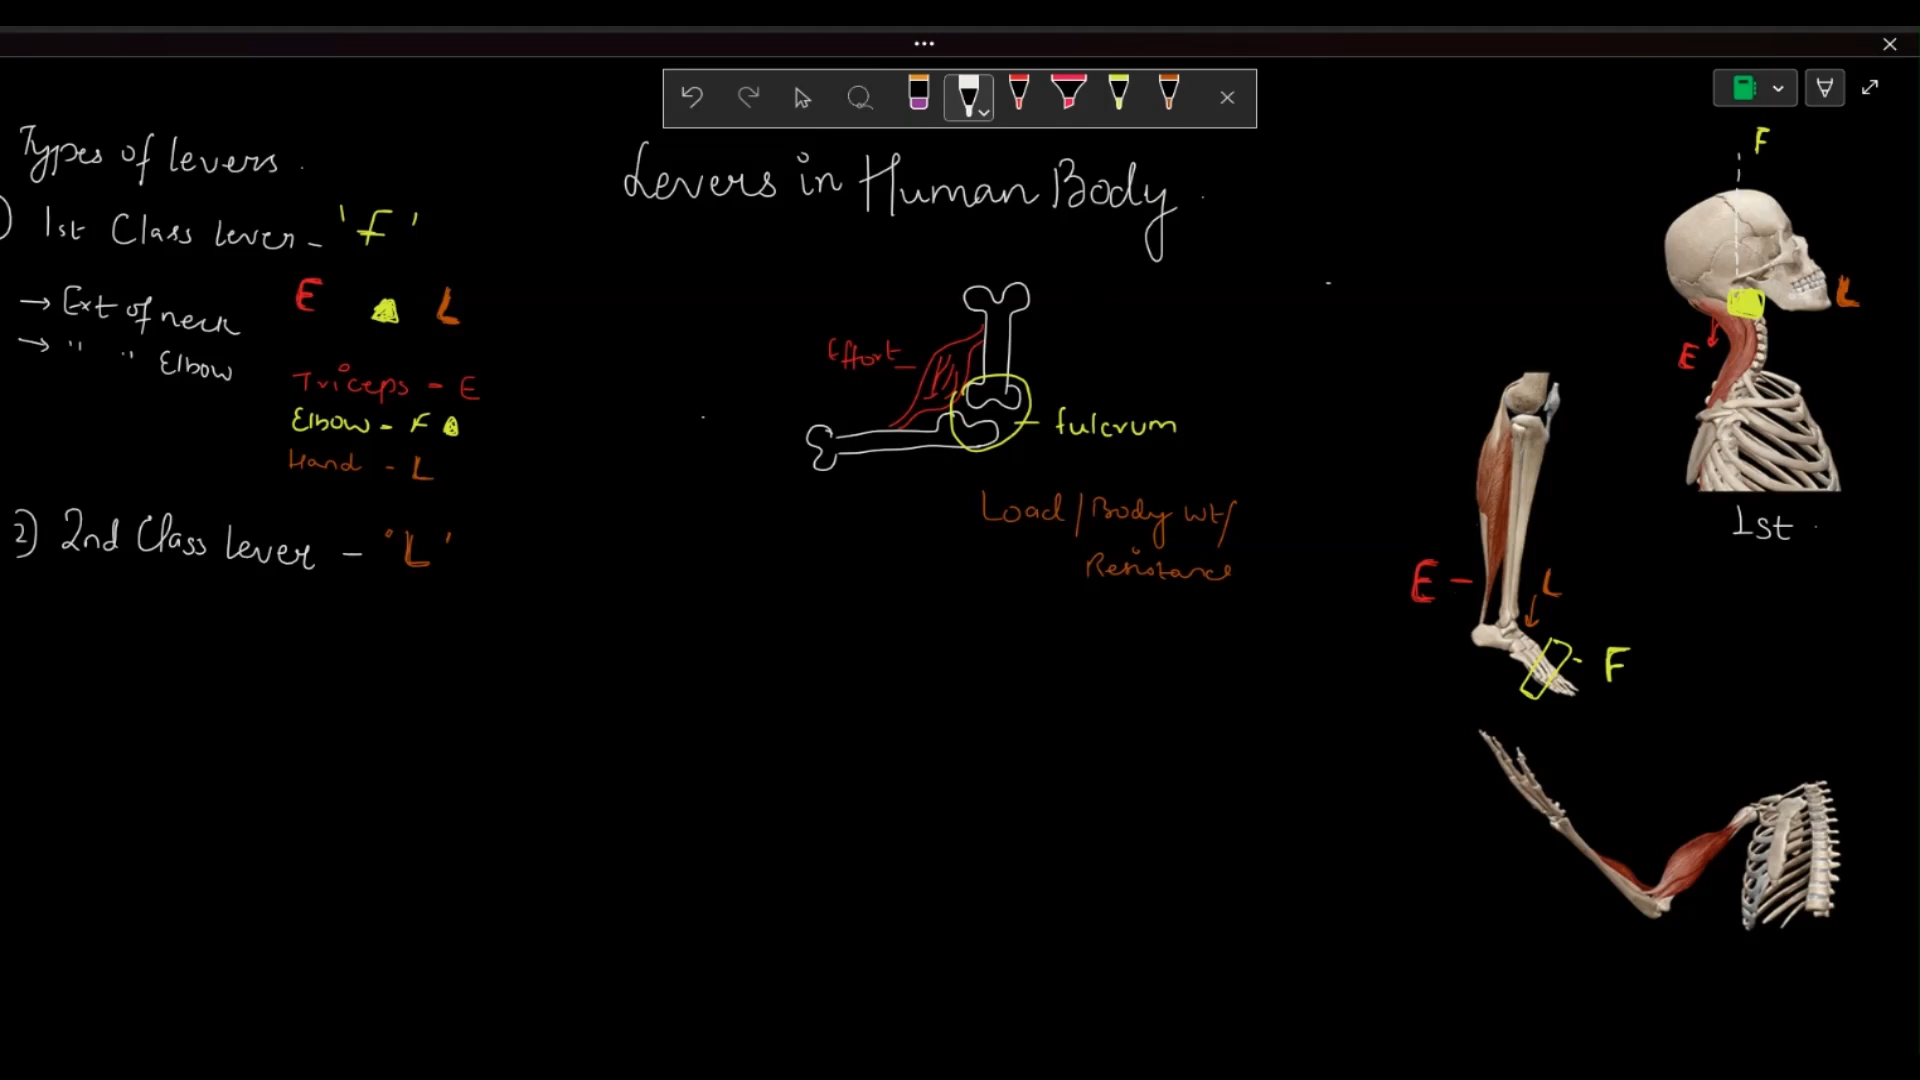 Types of levers.
Levers in Human Body.
) 1st Class lever - 'F'
→ Ext of neck
→ " " Elbow
E L
Triceps - E
Elbow - F
Hand - L
2) 2nd Class lever - 'L'
Effort
fulcrum
Load / Body wt /
Resistance
F
L
E
1st.
E -
L
- F